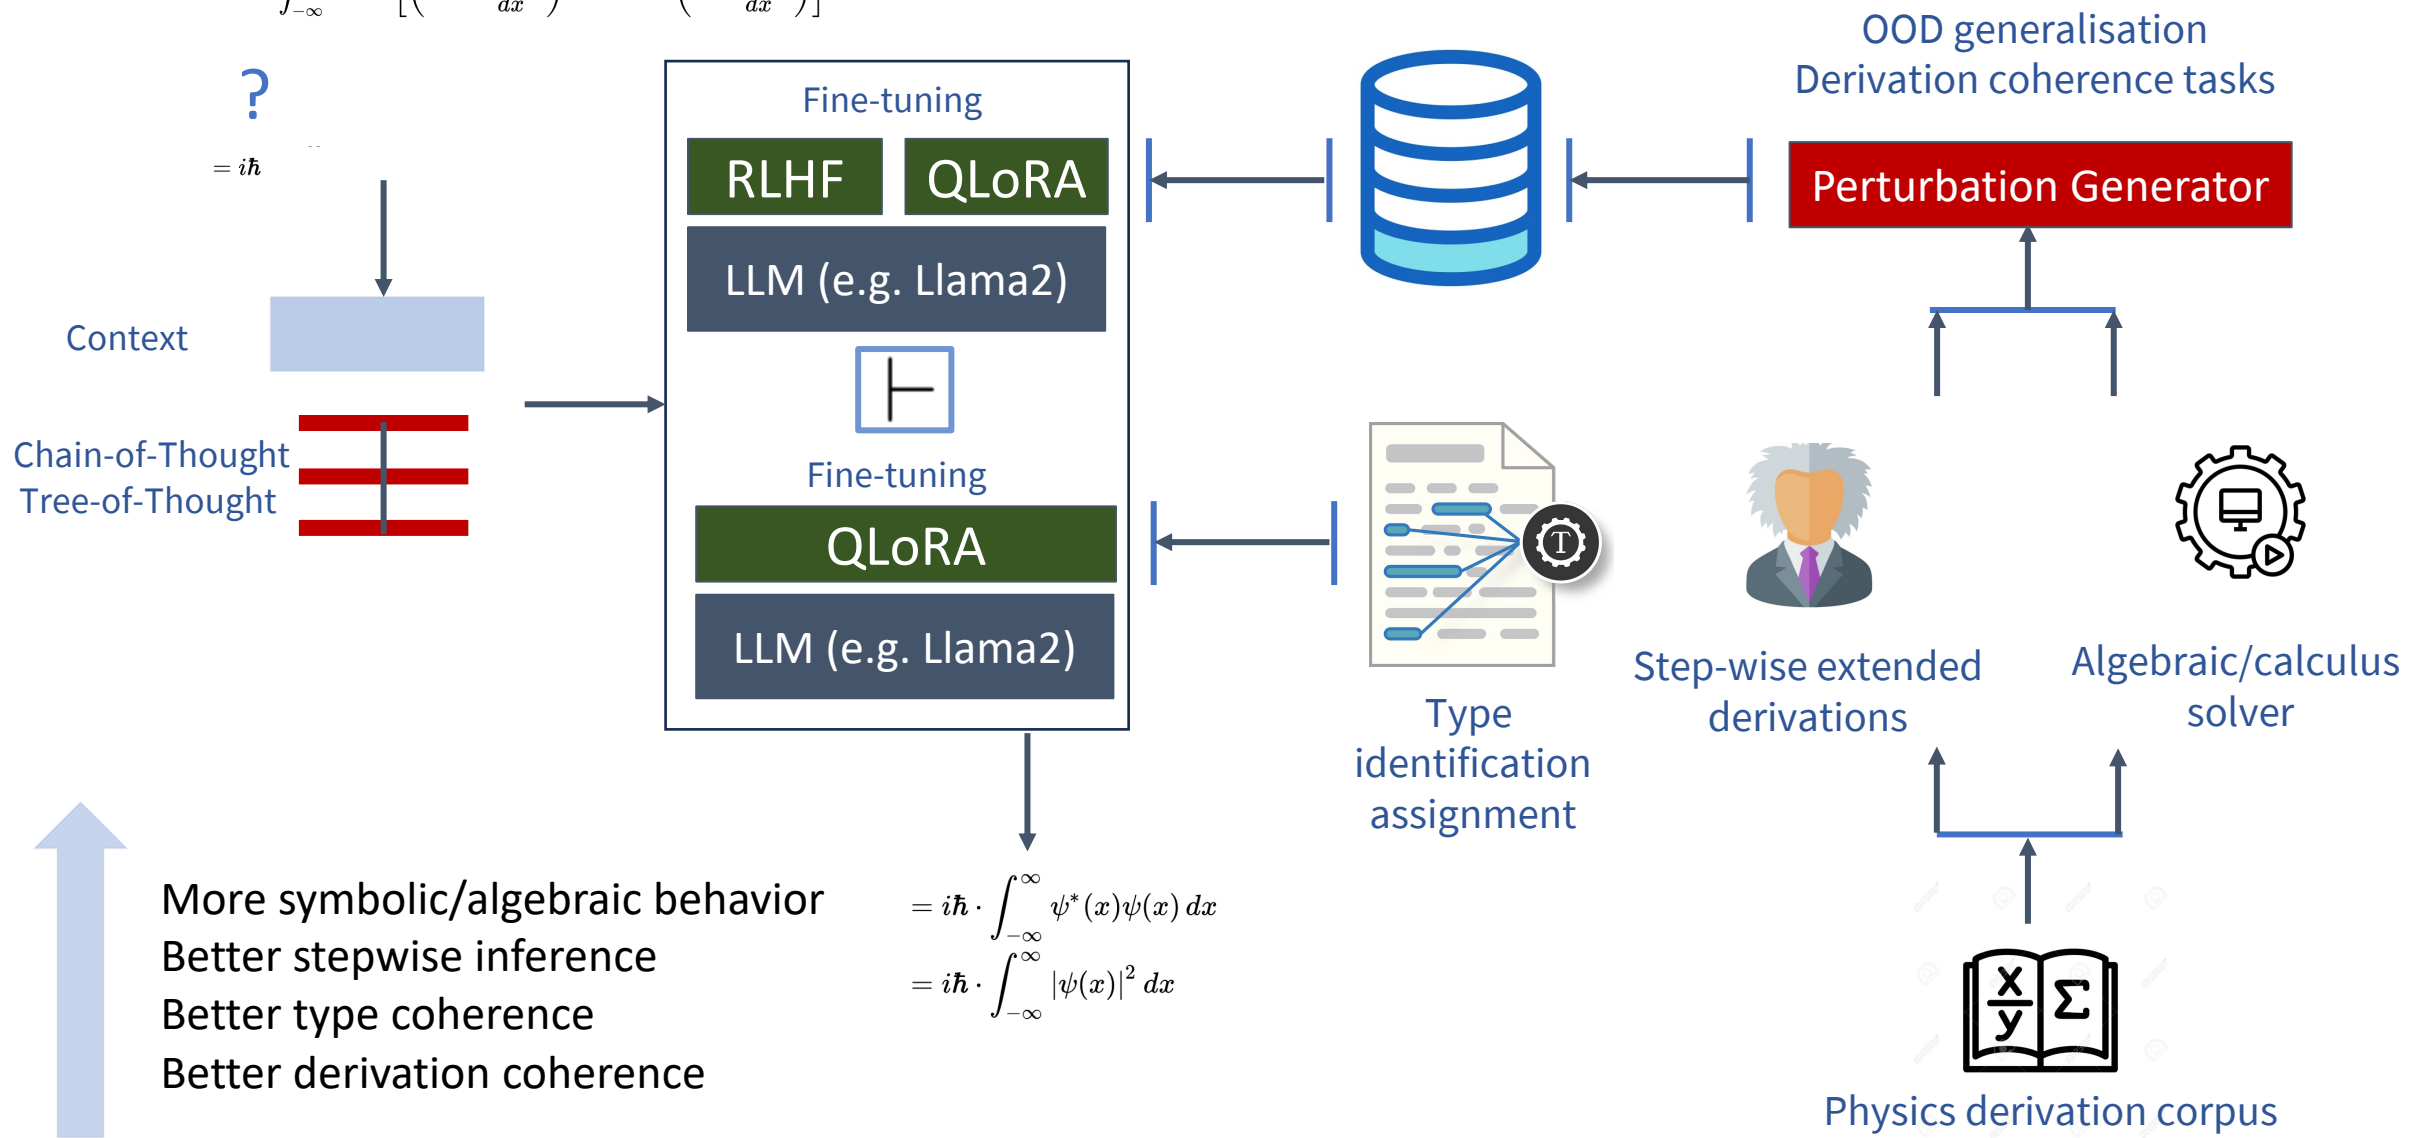 ∫_{-∞} [( dx ) ( dx )]
?
= iℏ
Context
Chain-of-Thought
Tree-of-Thought
Fine-tuning
RLHF QLoRA
LLM (e.g. Llama2)
⊢
Fine-tuning
QLoRA
LLM (e.g. Llama2)
OOD generalisation
Derivation coherence tasks
Perturbation Generator
T
Type
identification
assignment
Step-wise extended
derivations
Algebraic/calculus
solver
x/y Σ
Physics derivation corpus
More symbolic/algebraic behavior
Better stepwise inference
Better type coherence
Better derivation coherence
= iℏ · ∫_{-∞}^{∞} ψ*(x)ψ(x) dx
= iℏ · ∫_{-∞}^{∞} |ψ(x)|² dx